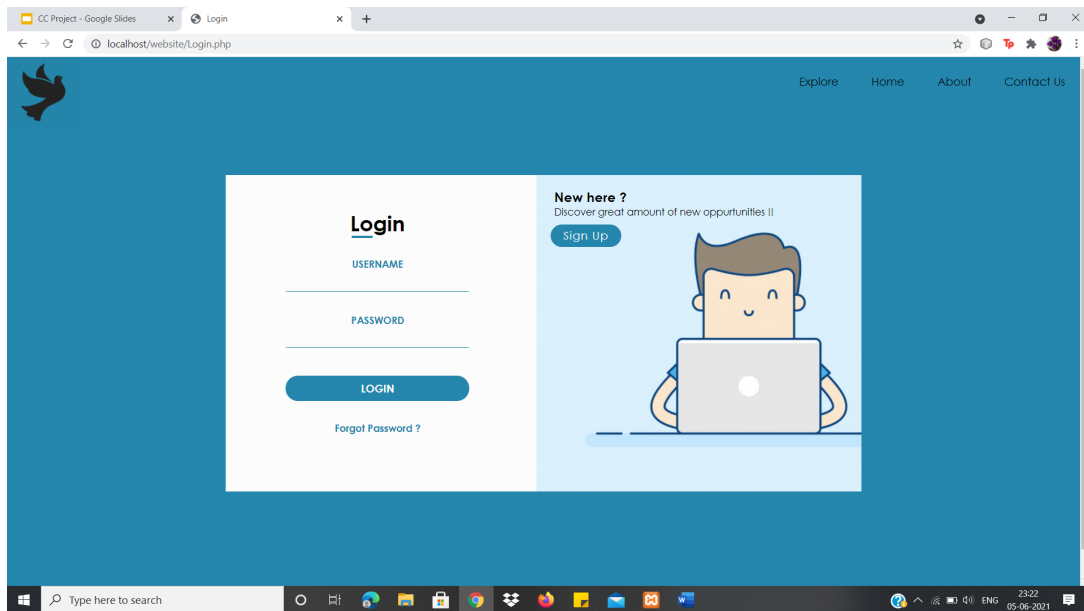 CC Project - Google Slides
Login
localhost/website/Login.php
Tp
Explore Home About Contact Us
Login
USERNAME
PASSWORD
LOGIN
Forgot Password ?
New here ?
Discover great amount of new oppurtunities !!
Sign Up
Type here to search
ENG
23:22
05-06-2021